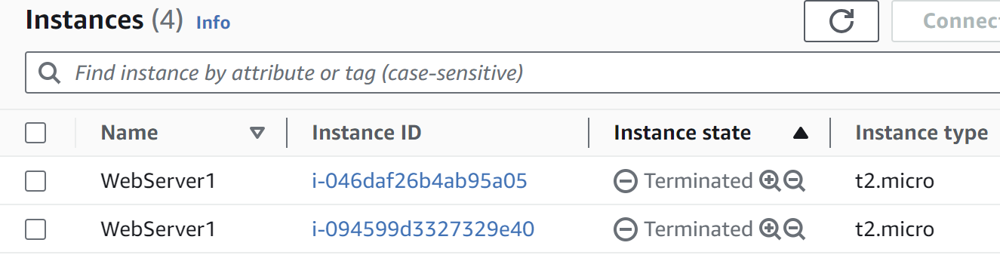 Instances (4) Info
Connec
Find instance by attribute or tag (case-sensitive)
Name Instance ID Instance state Instance type
WebServer1 i-046daf26b4ab95a05 Terminated t2.micro
WebServer1 i-094599d3327329e40 Terminated t2.micro